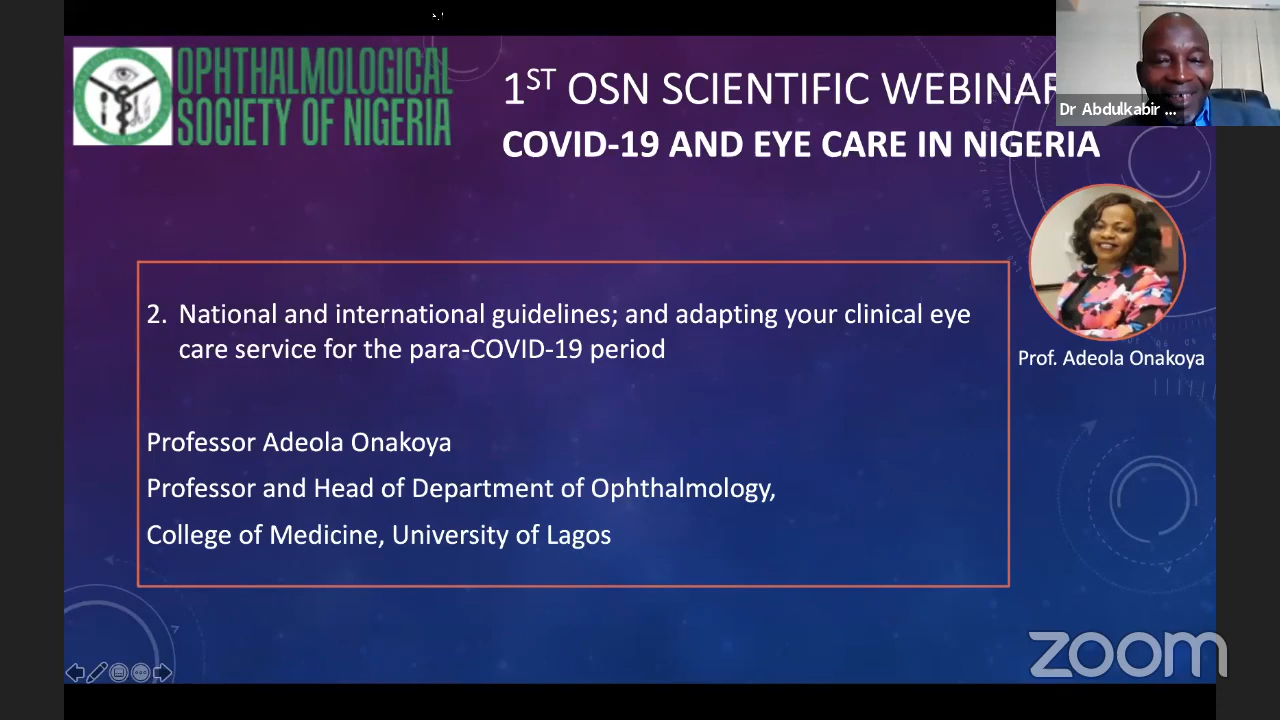 OPHTHALMOLOGICAL
SOCIETY OF NIGERIA
1ST OSN SCIENTIFIC WEBINAR
COVID-19 AND EYE CARE IN NIGERIA
Dr Abdulkabir ...
Prof. Adeola Onakoya
2. National and international guidelines; and adapting your clinical eye
care service for the para-COVID-19 period
Professor Adeola Onakoya
Professor and Head of Department of Ophthalmology,
College of Medicine, University of Lagos
zoom